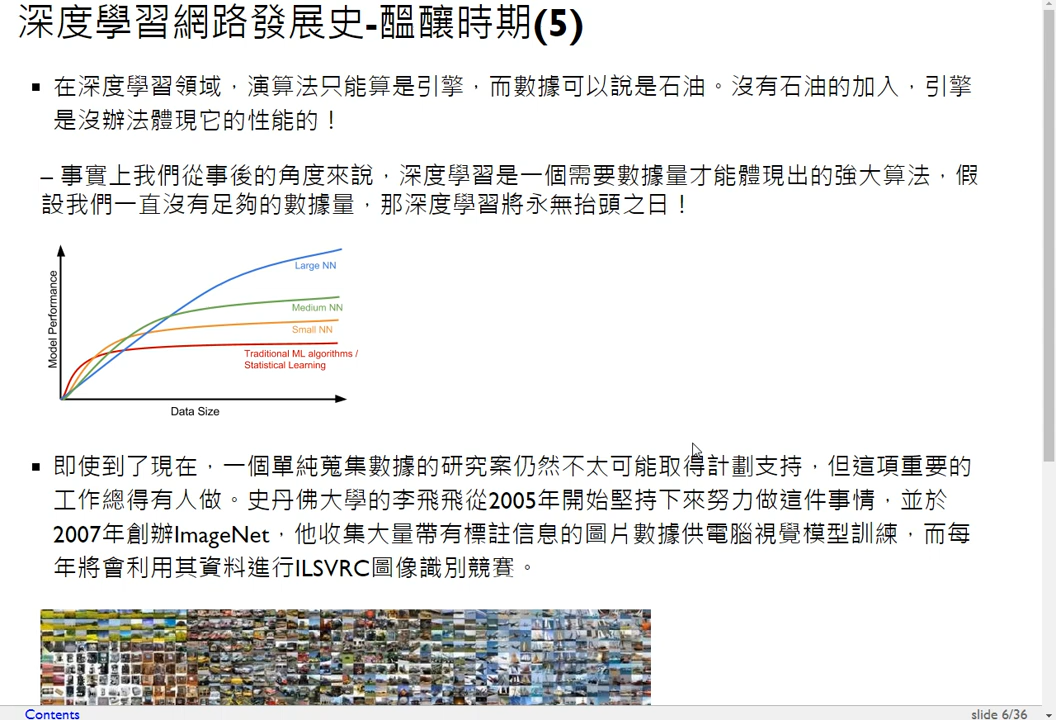 深度學習網路發展史-醞釀時期(5)
▪ 在深度學習領域，演算法只能算是引擎，而數據可以說是石油。沒有石油的加入，引擎
是沒辦法體現它的性能的！
– 事實上我們從事後的角度來說，深度學習是一個需要數據量才能體現出的強大算法，假
設我們一直沒有足夠的數據量，那深度學習將永無抬頭之日！
Model Performance
Large NN
Medium NN
Small NN
Traditional ML algorithms /
Statistical Learning
Data Size
▪ 即使到了現在，一個單純蒐集數據的研究案仍然不太可能取得計劃支持，但這項重要的
工作總得有人做。史丹佛大學的李飛飛從2005年開始堅持下來努力做這件事情，並於
2007年創辦ImageNet，他收集大量帶有標註信息的圖片數據供電腦視覺模型訓練，而每
年將會利用其資料進行ILSVRC圖像識別競賽。
Contents
slide 6/36